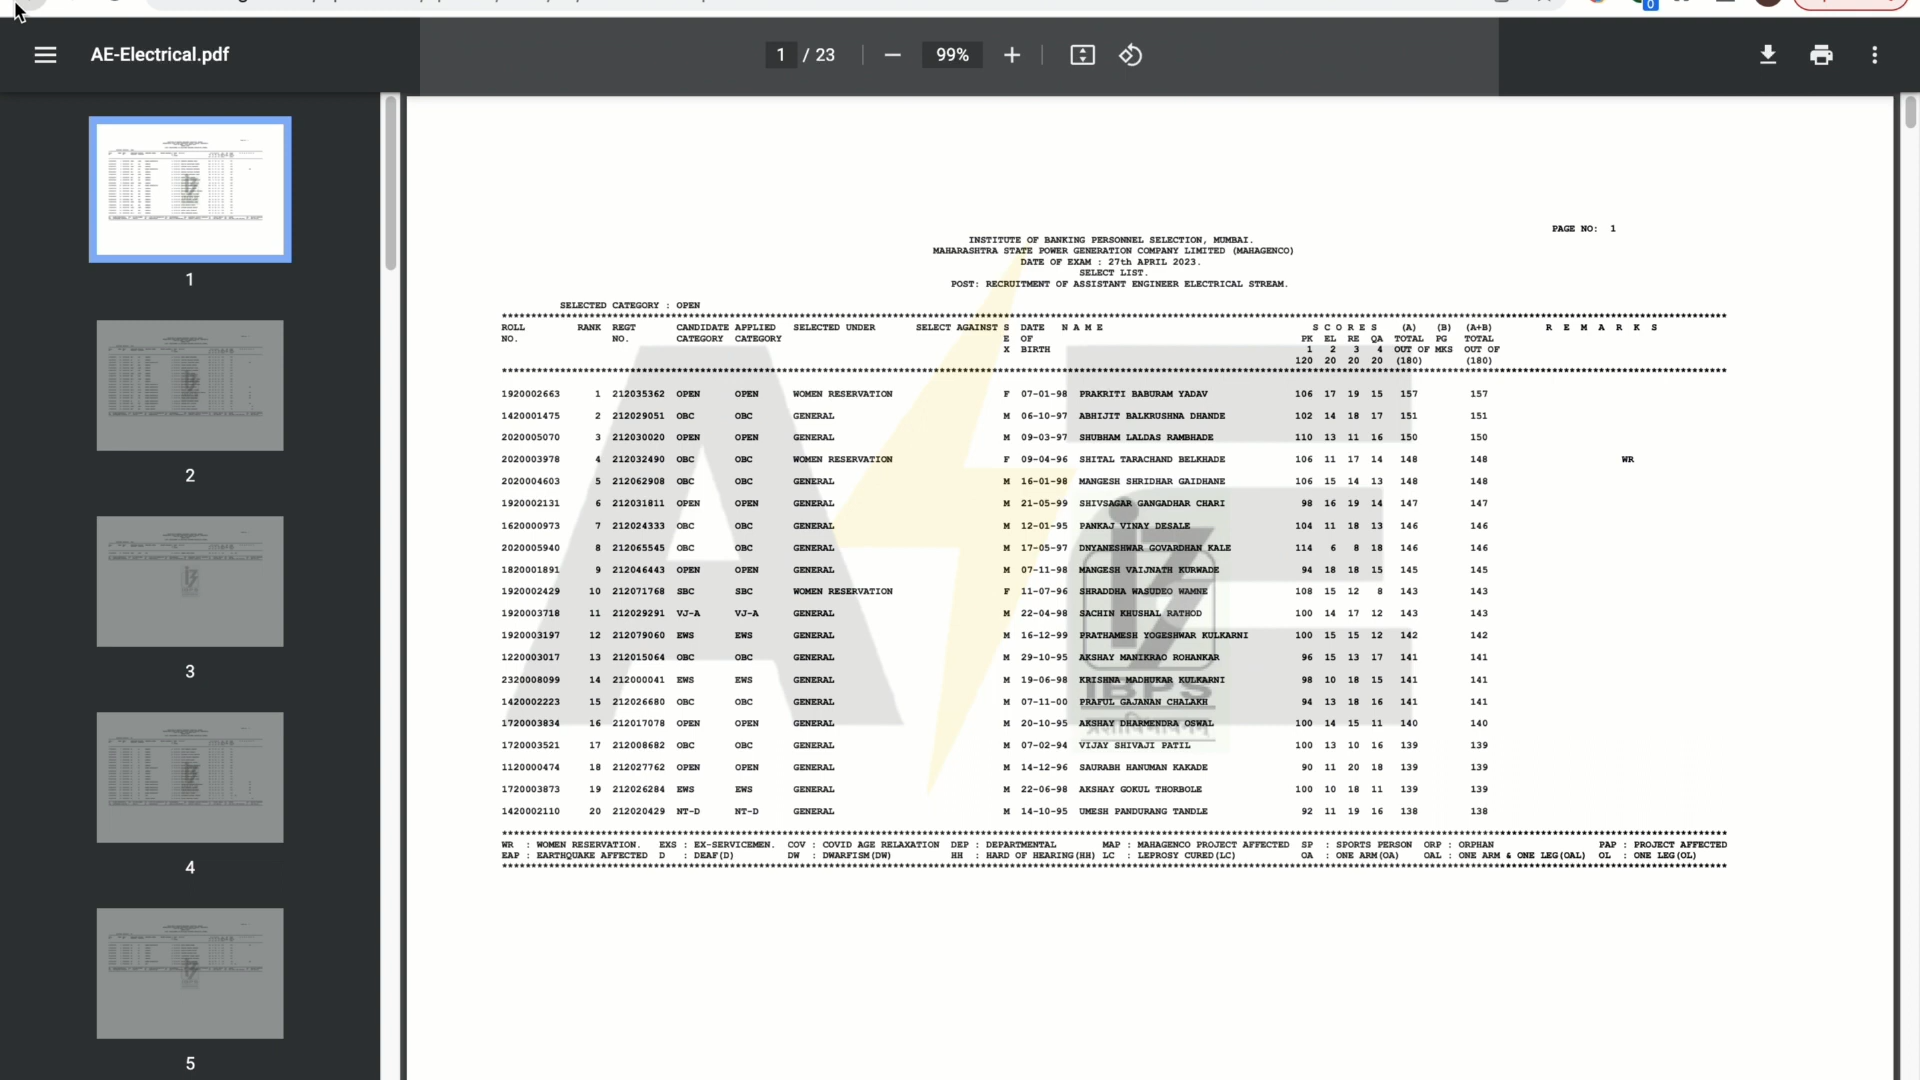 AE-Electrical.pdf
1 / 23
99%
0
1
2
3
4
5
PAGE NO: 1
INSTITUTE OF BANKING PERSONNEL SELECTION, MUMBAI.
MAHARASHTRA STATE POWER GENERATION COMPANY LIMITED (MAHAGENCO)
DATE OF EXAM : 27th APRIL 2023.
SELECT LIST.
POST: RECRUITMENT OF ASSISTANT ENGINEER ELECTRICAL STREAM.
SELECTED CATEGORY : OPEN
ROLL RANK REGT CANDIDATE APPLIED SELECTED UNDER SELECT AGAINST S DATE N A M E S C O R E S (A) (B) (A+B) R E M A R K S
NO. NO. CATEGORY CATEGORY E OF PK EL RE QA TOTAL PG TOTAL
X BIRTH 1 2 3 4 OUT OF MKS OUT OF
120 20 20 20 (180) (180)
1920002663 1 212035362 OPEN OPEN WOMEN RESERVATION F 07-01-98 PRAKRITI BABURAM YADAV 106 17 19 15 157 157
1420001475 2 212029051 OBC OBC GENERAL M 06-10-97 ABHIJIT BALKRUSHNA DHANDE 102 14 18 17 151 151
2020005070 3 212030020 OPEN OPEN GENERAL M 09-03-97 SHUBHAM LALDAS RAMBHADE 110 13 11 16 150 150
2020003978 4 212032490 OBC OBC WOMEN RESERVATION F 09-04-96 SHITAL TARACHAND BELKHADE 106 11 17 14 148 148 WR
2020004603 5 212062908 OBC OBC GENERAL M 16-01-98 MANGESH SHRIDHAR GAIDHANE 106 15 14 13 148 148
1920002131 6 212031811 OPEN OPEN GENERAL M 21-05-99 SHIVSAGAR GANGADHAR CHARI 98 16 19 14 147 147
1620000973 7 212024333 OBC OBC GENERAL M 12-01-95 PANKAJ VINAY DESALE 104 11 18 13 146 146
2020005940 8 212065545 OBC OBC GENERAL M 17-05-97 DNYANESHWAR GOVARDHAN KALE 114 6 8 18 146 146
1820001891 9 212046443 OPEN OPEN GENERAL M 07-11-98 MANGESH VAIJNATH KURWADE 94 18 18 15 145 145
1920002429 10 212071768 SBC SBC WOMEN RESERVATION F 11-07-96 SHRADDHA WASUDEO WAMNE 108 15 12 8 143 143
1920003718 11 212029291 VJ-A VJ-A GENERAL M 22-04-98 SACHIN KHUSHAL RATHOD 100 14 17 12 143 143
1920003197 12 212079060 EWS EWS GENERAL M 16-12-99 PRATHAMESH YOGESHWAR KULKARNI 100 15 15 12 142 142
1220003017 13 212015064 OBC OBC GENERAL M 29-10-95 AKSHAY MANIKRAO ROHANKAR 96 15 13 17 141 141
2320008099 14 212000041 EWS EWS GENERAL M 19-06-98 KRISHNA MADHUKAR KULKARNI 98 10 18 15 141 141
1420002223 15 212026680 OBC OBC GENERAL M 07-11-00 PRAFUL GAJANAN CHALAKH 94 13 18 16 141 141
1720003834 16 212017078 OPEN OPEN GENERAL M 20-10-95 AKSHAY DHARMENDRA OSWAL 100 14 15 11 140 140
1720003521 17 212008682 OBC OBC GENERAL M 07-02-94 VIJAY SHIVAJI PATIL 100 13 10 16 139 139
1120000474 18 212027762 OPEN OPEN GENERAL M 14-12-96 SAURABH HANUMAN KAKADE 90 11 20 18 139 139
1720003873 19 212026284 EWS EWS GENERAL M 22-06-98 AKSHAY GOKUL THORBOLE 100 10 18 11 139 139
1420002110 20 212020429 NT-D NT-D GENERAL M 14-10-95 UMESH PANDURANG TANDLE 92 11 19 16 138 138
WR : WOMEN RESERVATION. EXS : EX-SERVICEMEN. COV : COVID AGE RELAXATION DEP : DEPARTMENTAL MAP : MAHAGENCO PROJECT AFFECTED SP : SPORTS PERSON ORP : ORPHAN PAP : PROJECT AFFECTED
EAP : EARTHQUAKE AFFECTED D : DEAF(D) DW : DWARFISM(DW) HH : HARD OF HEARING(HH) LC : LEPROSY CURED(LC) OA : ONE ARM(OA) OAL : ONE ARM & ONE LEG(OAL) OL : ONE LEG(OL)
AE
IBPS